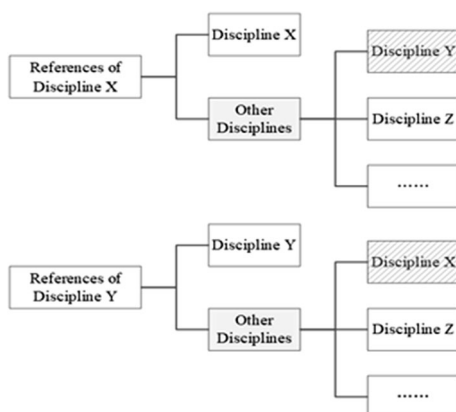 References of
Discipline X
Discipline X
Other
Disciplines
Discipline Y
Discipline Z
......
References of
Discipline Y
Discipline Y
Other
Disciplines
Discipline X
Discipline Z
......